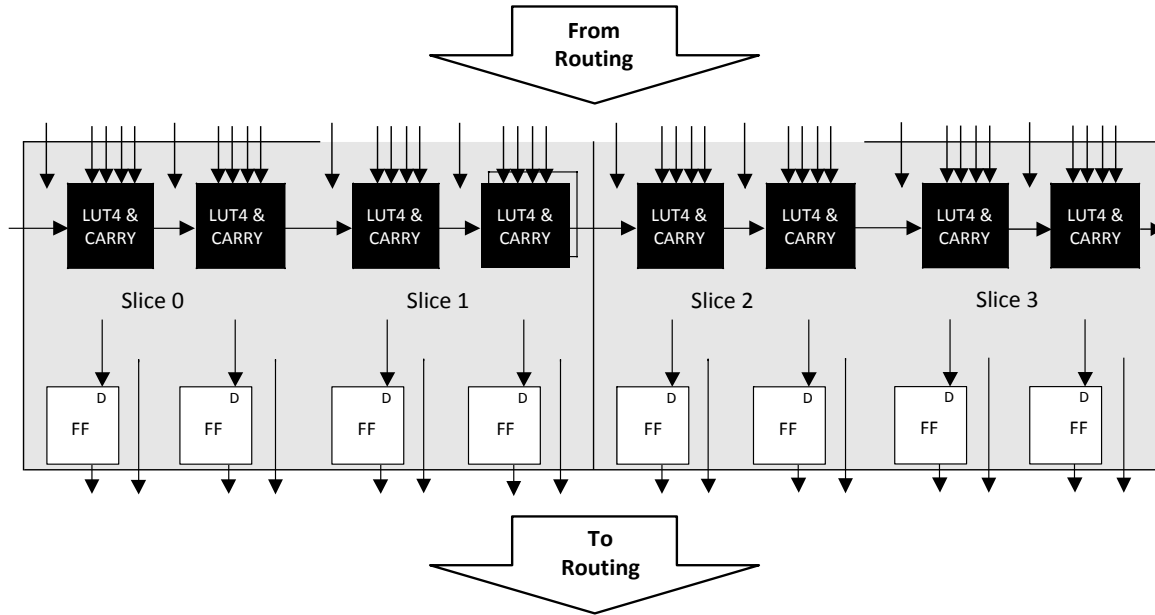 From
Routing
LUT4 &
CARRY
LUT4 &
CARRY
LUT4 &
CARRY
LUT4 &
CARRY
LUT4 &
CARRY
LUT4 &
CARRY
LUT4 &
CARRY
LUT4 &
CARRY
Slice 0
Slice 1
Slice 2
Slice 3
D
FF
D
FF
D
FF
D
FF
D
FF
D
FF
D
FF
D
FF
To
Routing